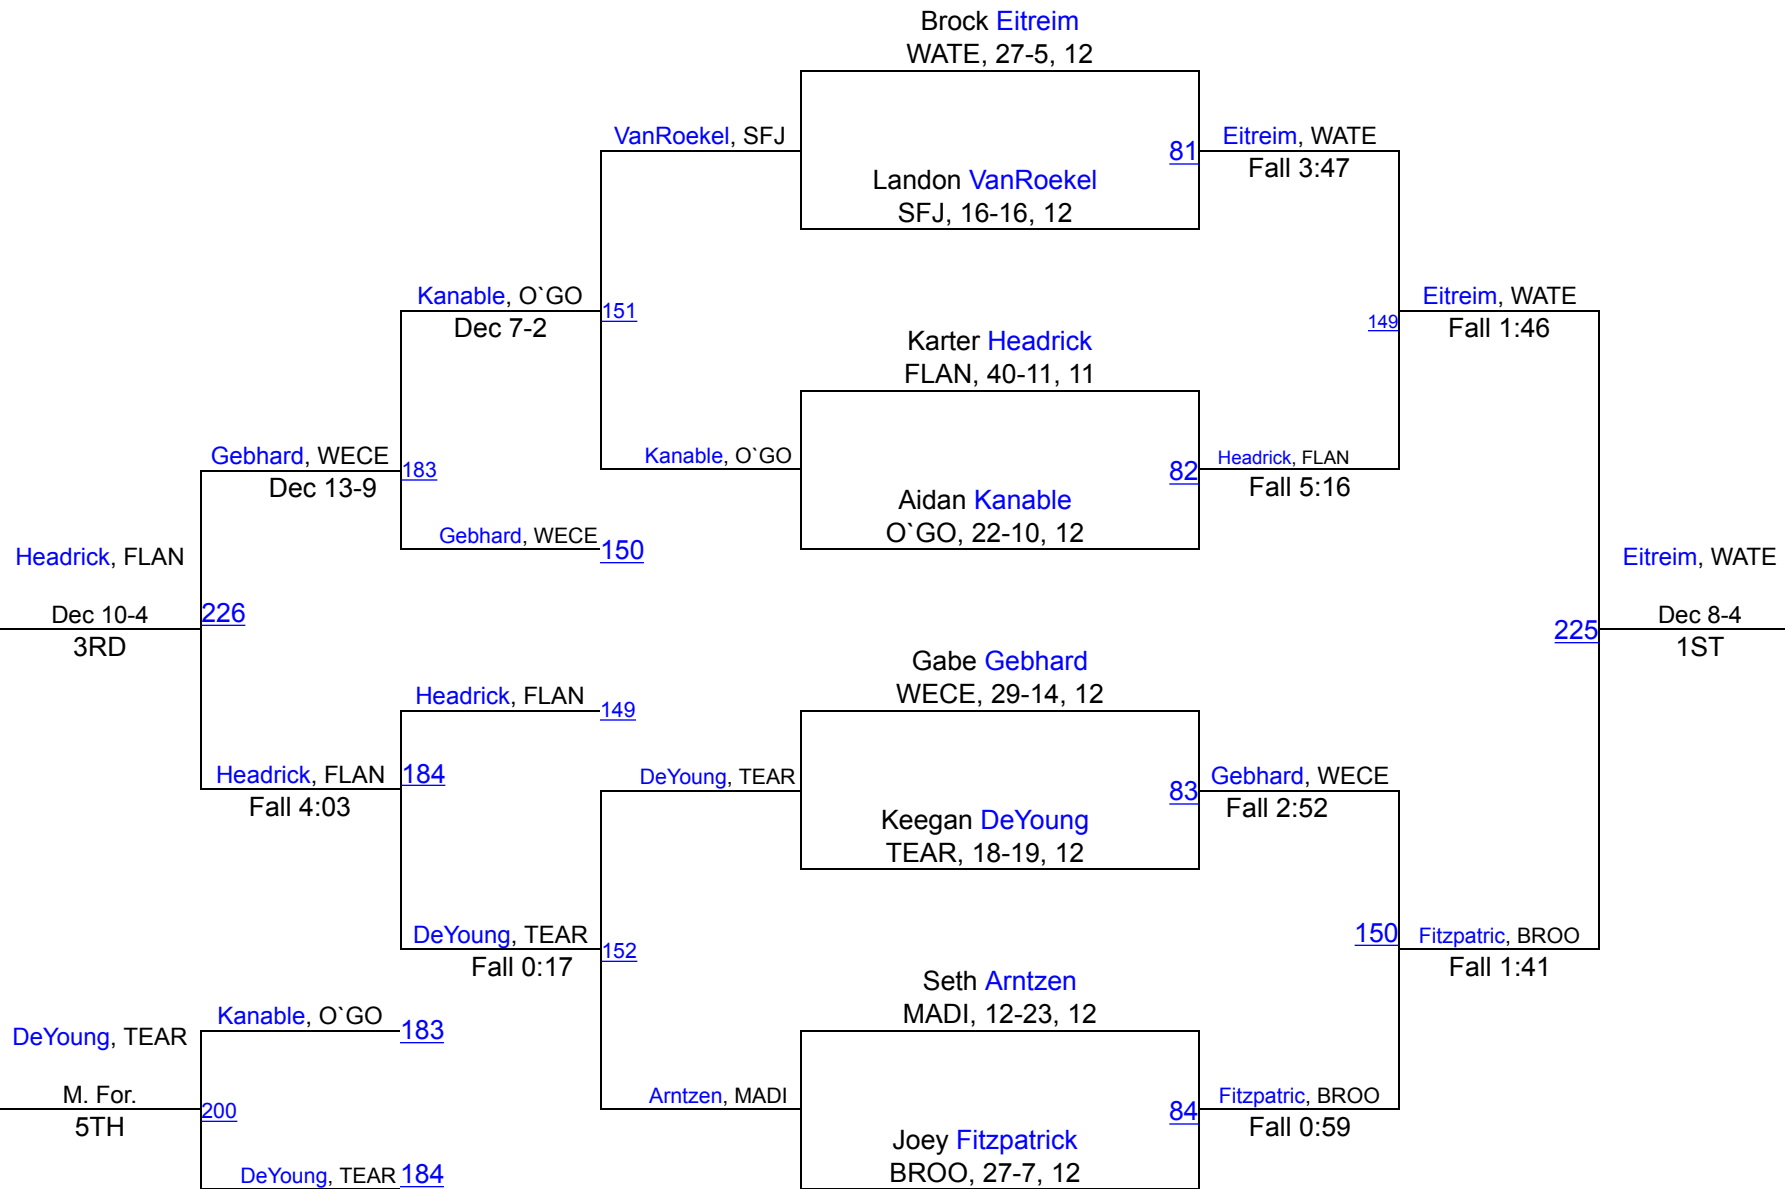 Brock Eitreim
WATE, 27-5, 12
VanRoekel, SFJ
81
Eitreim, WATE
Fall 3:47
Landon VanRoekel
SFJ, 16-16, 12
Kanable, O`GO
Dec 7-2
151
149
Eitreim, WATE
Fall 1:46
Karter Headrick
FLAN, 40-11, 11
Gebhard, WECE
Dec 13-9
183
Kanable, O`GO
82
Headrick, FLAN
Fall 5:16
Aidan Kanable
O`GO, 22-10, 12
Gebhard, WECE
150
Headrick, FLAN
Dec 10-4
3RD
226
Eitreim, WATE
225
Dec 8-4
1ST
Gabe Gebhard
WECE, 29-14, 12
Headrick, FLAN
149
Headrick, FLAN
Fall 4:03
184
DeYoung, TEAR
83
Gebhard, WECE
Fall 2:52
Keegan DeYoung
TEAR, 18-19, 12
DeYoung, TEAR
Fall 0:17
152
150
Fitzpatric, BROO
Fall 1:41
Seth Arntzen
MADI, 12-23, 12
Kanable, O`GO
183
DeYoung, TEAR
M. For.
5TH
200
Arntzen, MADI
84
Fitzpatric, BROO
Fall 0:59
Joey Fitzpatrick
BROO, 27-7, 12
DeYoung, TEAR
184